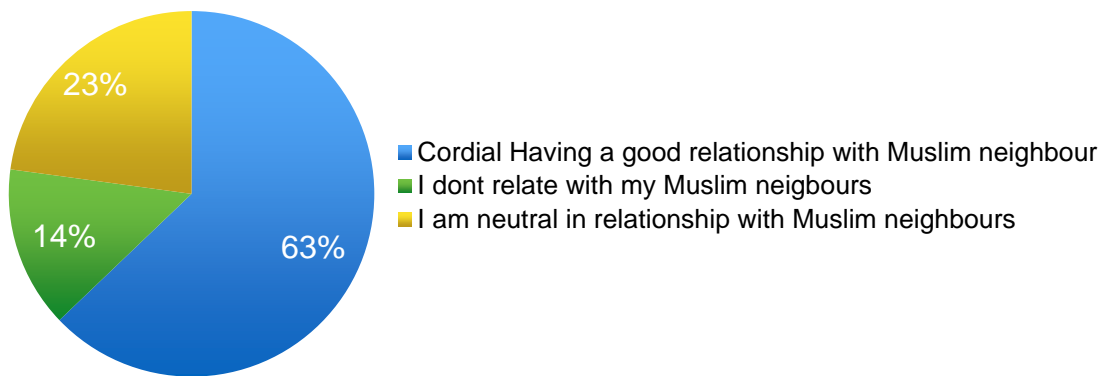 23%
14%
63%
Cordial Having a good relationship with Muslim neighbour
I dont relate with my Muslim neigbours
I am neutral in relationship with Muslim neighbours